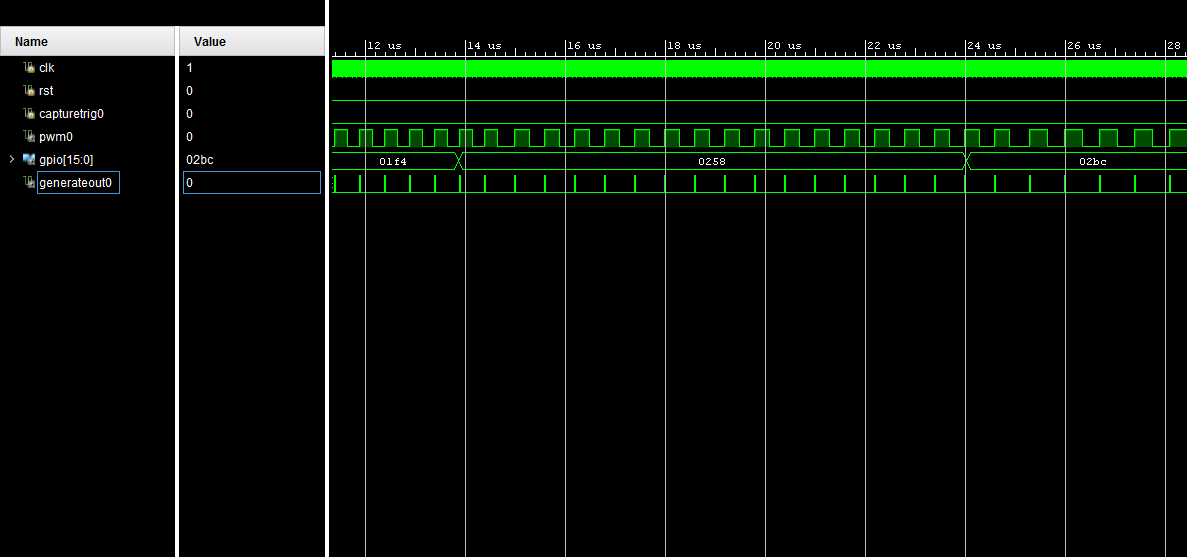 Name Value
12 us 14 us 16 us 18 us 20 us 22 us 24 us 26 us 28
clk 1
rst 0
capturetrig0 0
pwm0 0
gpio[15:0] 02bc 01f4 0258 02bc
generateout0 0